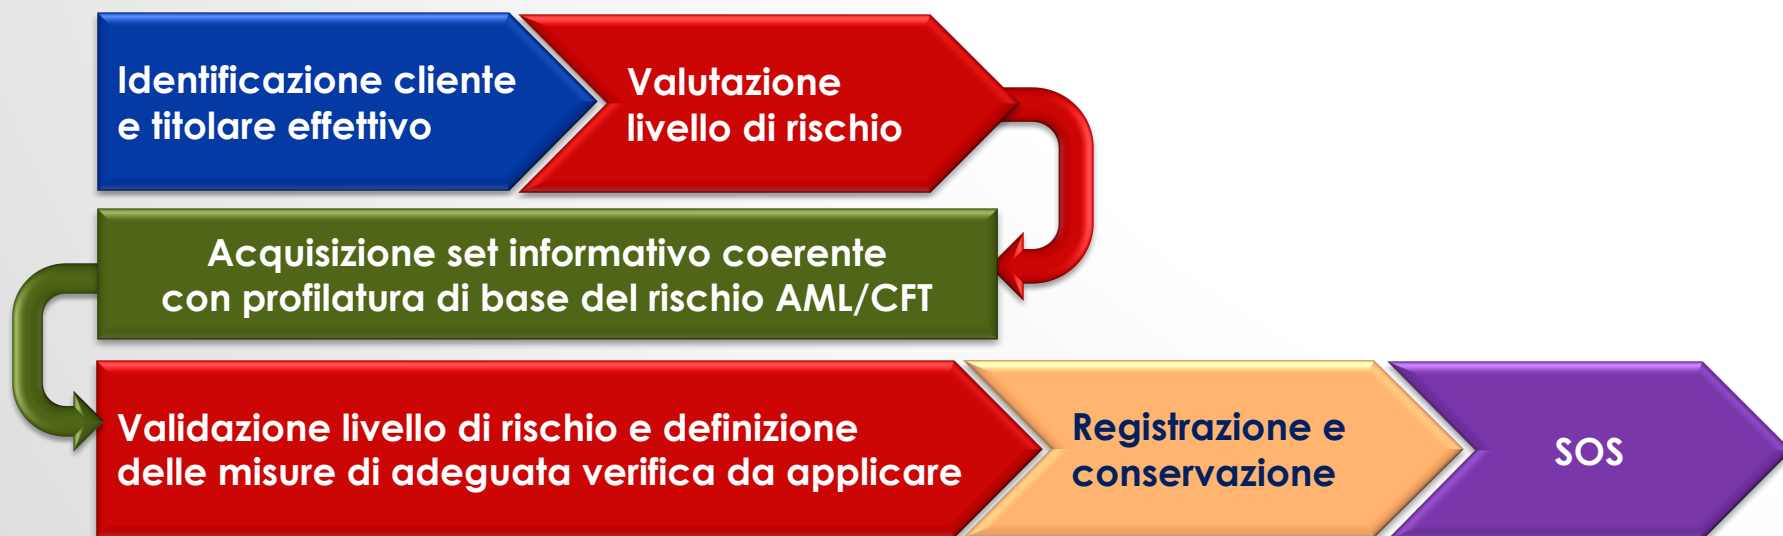 Identificazione cliente
e titolare effettivo
Valutazione
livello di rischio
Acquisizione set informativo coerente
con profilatura di base del rischio AML/CFT
Validazione livello di rischio e definizione
delle misure di adeguata verifica da applicare
Registrazione e
conservazione
SOS